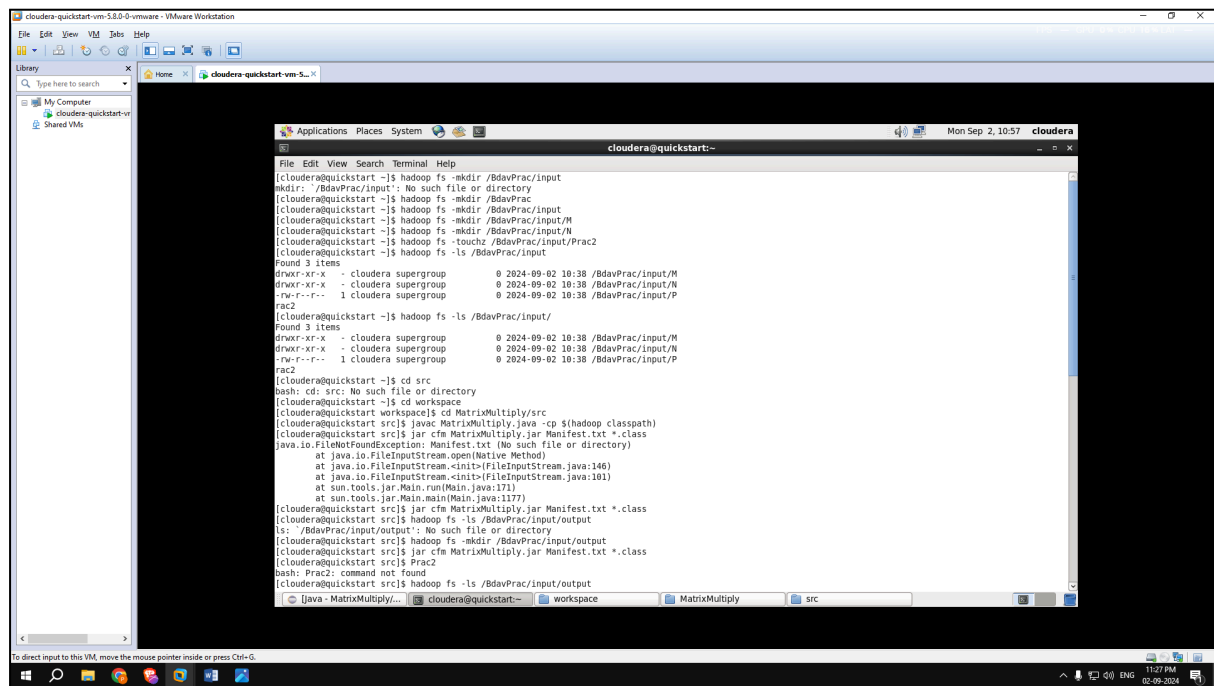 cloudera-quickstart-vm-5.8.0-0-vmware - VMware Workstation
File Edit View VM Tabs Help
Library
Type here to search
My Computer
cloudera-quickstart-vr
Shared VMs
Home
cloudera-quickstart-vm-5...
Applications Places System
Mon Sep 2, 10:57 cloudera
cloudera@quickstart:~
File Edit View Search Terminal Help
[cloudera@quickstart ~]$ hadoop fs -mkdir /BdavPrac/input
mkdir: `/BdavPrac/input': No such file or directory
[cloudera@quickstart ~]$ hadoop fs -mkdir /BdavPrac
[cloudera@quickstart ~]$ hadoop fs -mkdir /BdavPrac/input
[cloudera@quickstart ~]$ hadoop fs -mkdir /BdavPrac/input/M
[cloudera@quickstart ~]$ hadoop fs -mkdir /BdavPrac/input/N
[cloudera@quickstart ~]$ hadoop fs -touchz /BdavPrac/input/Prac2
[cloudera@quickstart ~]$ hadoop fs -ls /BdavPrac/input
Found 3 items
drwxr-xr-x - cloudera supergroup 0 2024-09-02 10:38 /BdavPrac/input/M
drwxr-xr-x - cloudera supergroup 0 2024-09-02 10:38 /BdavPrac/input/N
-rw-r--r-- 1 cloudera supergroup 0 2024-09-02 10:38 /BdavPrac/input/P
rac2
[cloudera@quickstart ~]$ hadoop fs -ls /BdavPrac/input/
Found 3 items
drwxr-xr-x - cloudera supergroup 0 2024-09-02 10:38 /BdavPrac/input/M
drwxr-xr-x - cloudera supergroup 0 2024-09-02 10:38 /BdavPrac/input/N
-rw-r--r-- 1 cloudera supergroup 0 2024-09-02 10:38 /BdavPrac/input/P
rac2
[cloudera@quickstart ~]$ cd src
bash: cd: src: No such file or directory
[cloudera@quickstart ~]$ cd workspace
[cloudera@quickstart workspace]$ cd MatrixMultiply/src
[cloudera@quickstart src]$ javac MatrixMultiply.java -cp $(hadoop classpath)
[cloudera@quickstart src]$ jar cfm MatrixMultiply.jar Manifest.txt *.class
java.io.FileNotFoundException: Manifest.txt (No such file or directory)
at java.io.FileInputStream.open(Native Method)
at java.io.FileInputStream.<init>(FileInputStream.java:146)
at java.io.FileInputStream.<init>(FileInputStream.java:101)
at sun.tools.jar.Main.run(Main.java:171)
at sun.tools.jar.Main.main(Main.java:1177)
[cloudera@quickstart src]$ jar cfm MatrixMultiply.jar Manifest.txt *.class
[cloudera@quickstart src]$ hadoop fs -ls /BdavPrac/input/output
ls: `/BdavPrac/input/output': No such file or directory
[cloudera@quickstart src]$ hadoop fs -mkdir /BdavPrac/input/output
[cloudera@quickstart src]$ jar cfm MatrixMultiply.jar Manifest.txt *.class
[cloudera@quickstart src]$ Prac2
bash: Prac2: command not found
[cloudera@quickstart src]$ hadoop fs -ls /BdavPrac/input/output
[Java - MatrixMultiply/...
cloudera@quickstart:~
workspace
MatrixMultiply
src
To direct input to this VM, move the mouse pointer inside or press Ctrl+G.
ENG
11:27 PM
02-09-2024